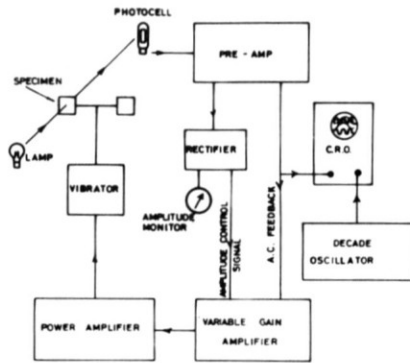 PHOTOCELL
PRE-AMP
SPECIMEN
LAMP
VIBRATOR
RECTIFIER
AMPLITUDE
MONITOR
AMPLITUDE CONTROL
SIGNAL
A.C. FEEDBACK
C.R.O.
DECADE
OSCILLATOR
POWER AMPLIFIER
VARIABLE GAIN
AMPLIFIER